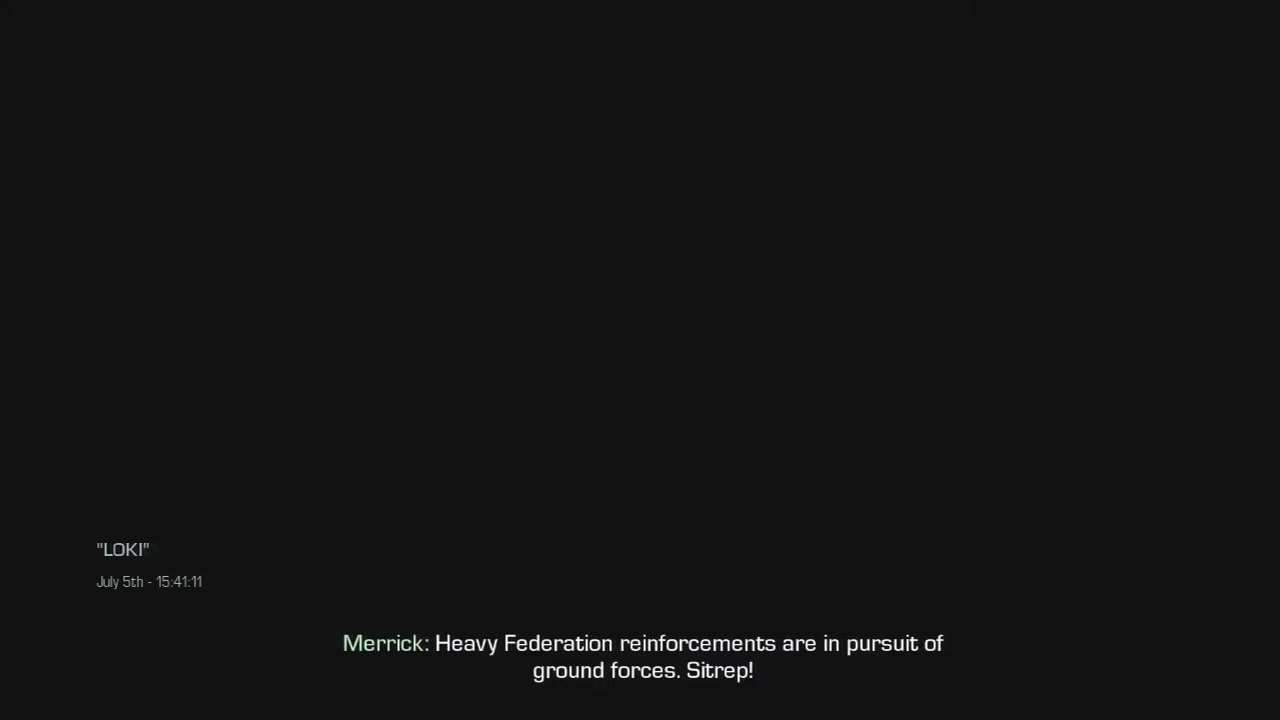 "LOKI"
July 5th - 15:41:11
Merrick: Heavy Federation reinforcements are in pursuit of
ground forces. Sitrep!